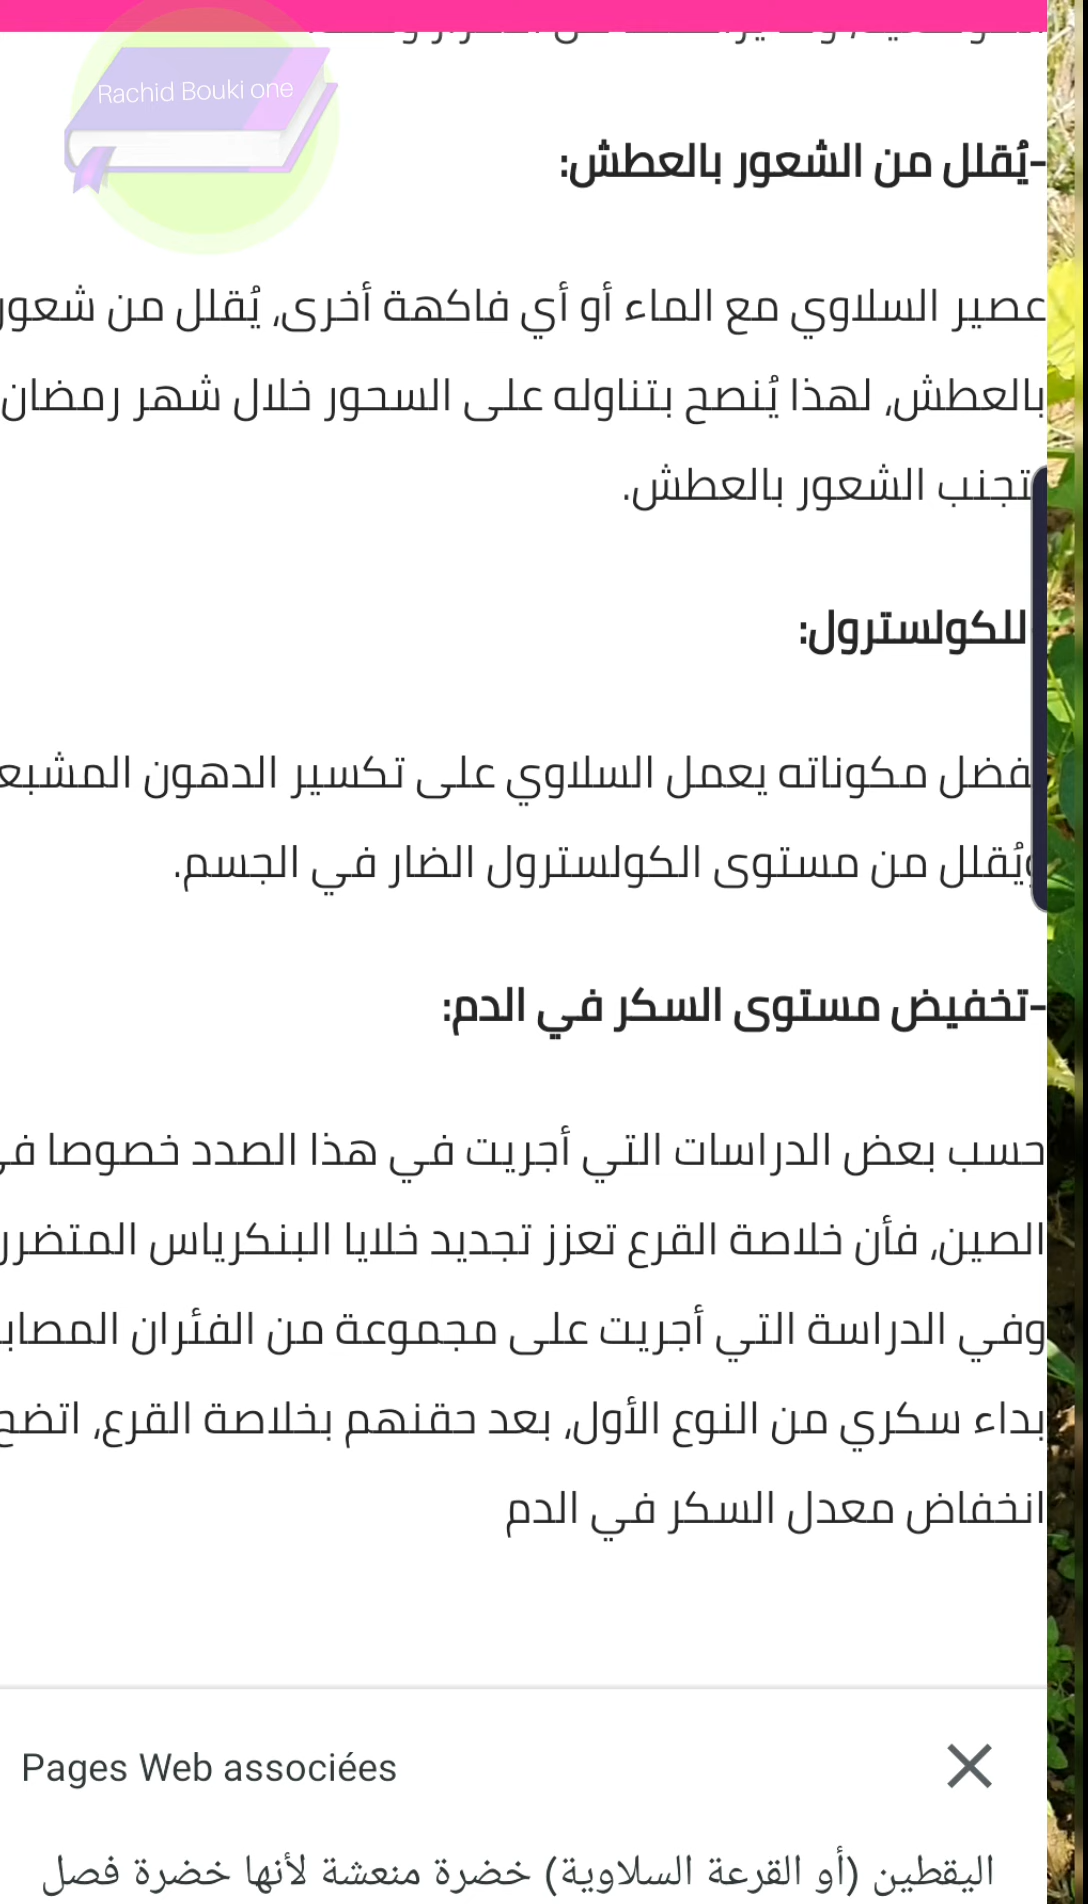 Rachid Bouki one
-يُقلل من الشعور بالعطش:
عصير السلاوي مع الماء أو أي فاكهة أخرى، يُقلل من شعور
بالعطش، لهذا يُنصح بتناوله على السحور خلال شهر رمضان
تجنب الشعور بالعطش.
للكولسترول:
فضل مكوناته يعمل السلاوي على تكسير الدهون
ويُقلل من مستوى الكولسترول الضار في الجسم.
-تخفيض مستوى السكر في الدم:
حسب بعض الدراسات التي أجريت في هذا الصدد خصوصا
الصين، فأن خلاصة القرع تعزز تجديد خلايا البنكرياس
وفي الدراسة التي أجريت على مجموعة من الفئران
بداء سكري من النوع الأول، بعد حقنهم بخلاصة القرع، اتضح
انخفاض معدل السكر في الدم
Pages Web associées
اليقطين (أو القرعة السلاوية) خضرة منعشة لأنها خضرة فصل